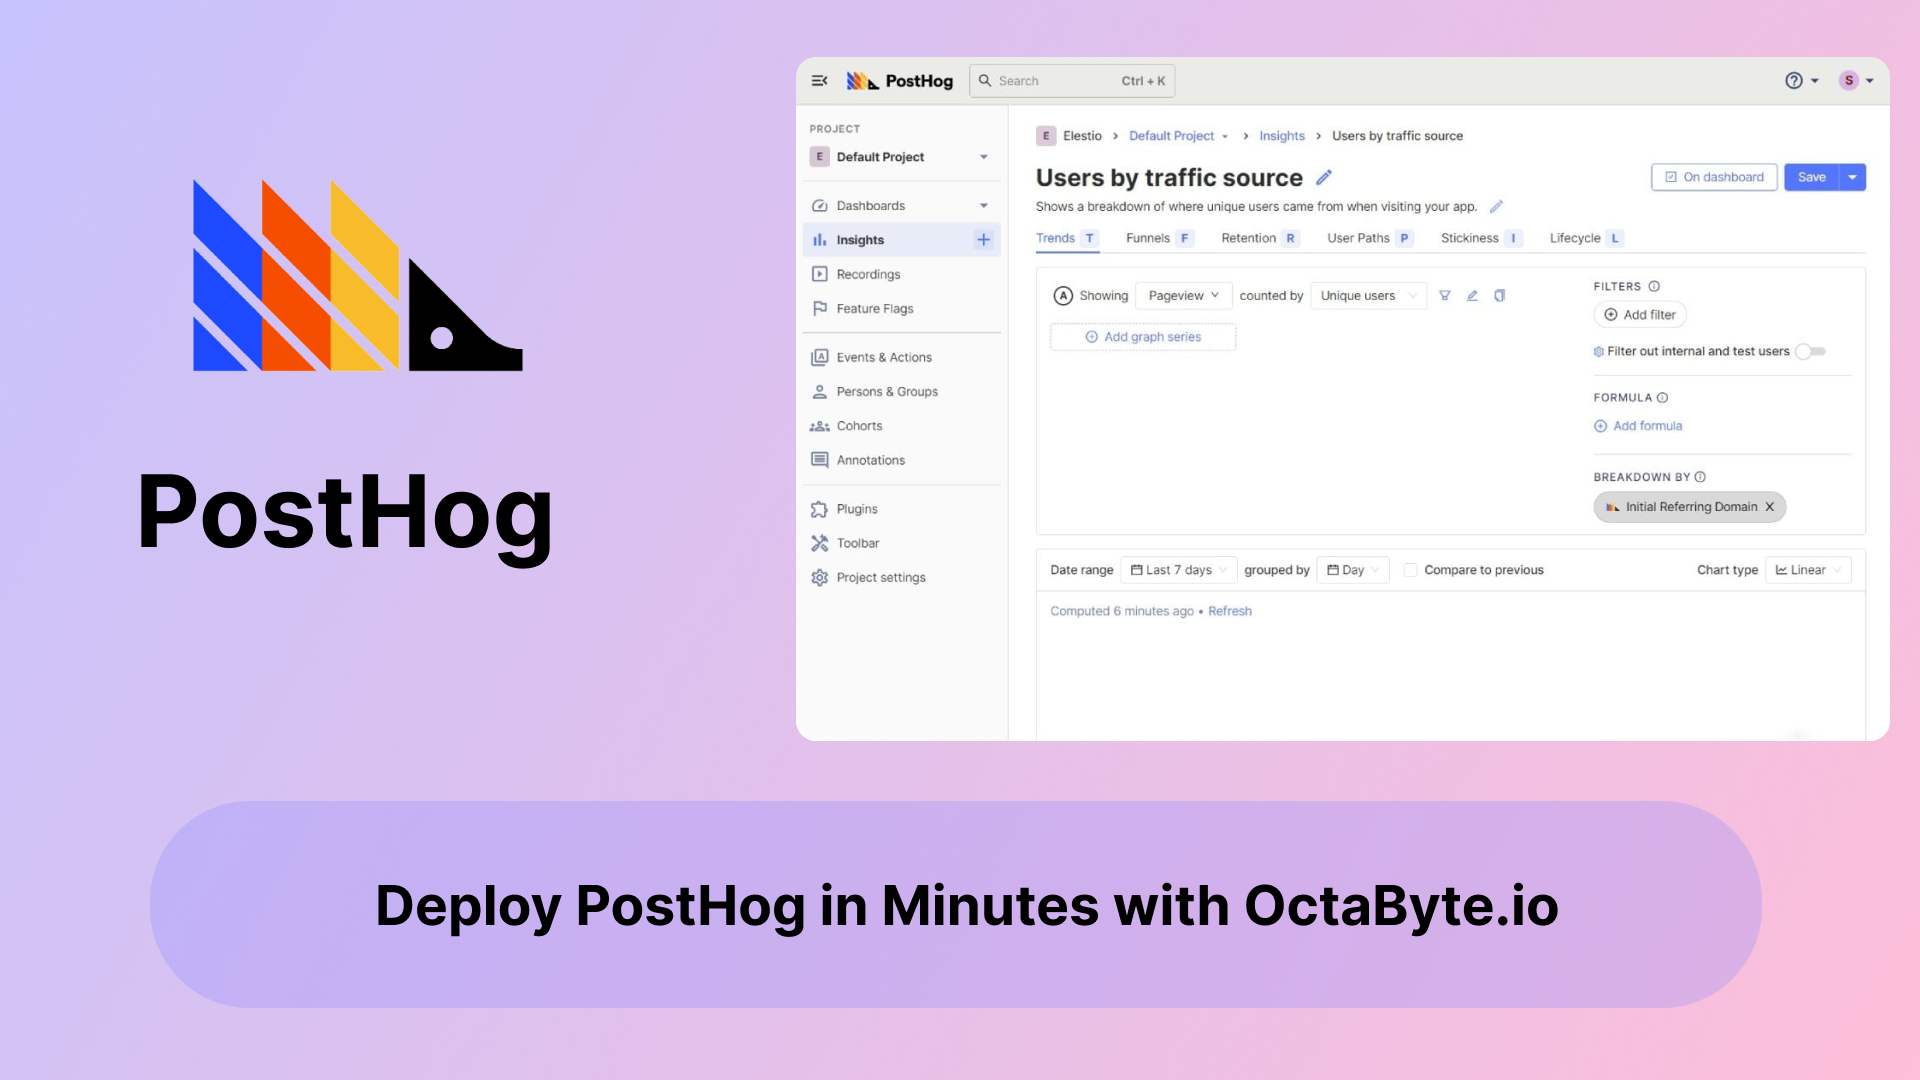 PostHog
PostHog Search Ctrl + K S
PROJECT
E Default Project
Dashboards
Insights
Recordings
Feature Flags
Events & Actions
Persons & Groups
Cohorts
Annotations
Plugins
Toolbar
Project settings
E Elestio > Default Project > Insights > Users by traffic source
Users by traffic source
On dashboard Save
Shows a breakdown of where unique users came from when visiting your app.
Trends T Funnels F Retention R User Paths P Stickiness I Lifecycle L
A Showing Pageview counted by Unique users
Add graph series
FILTERS
Add filter
Filter out internal and test users
FORMULA
Add formula
BREAKDOWN BY
Initial Referring Domain X
Date range Last 7 days grouped by Day Compare to previous Chart type Linear
Computed 6 minutes ago • Refresh
Deploy PostHog in Minutes with OctaByte.io